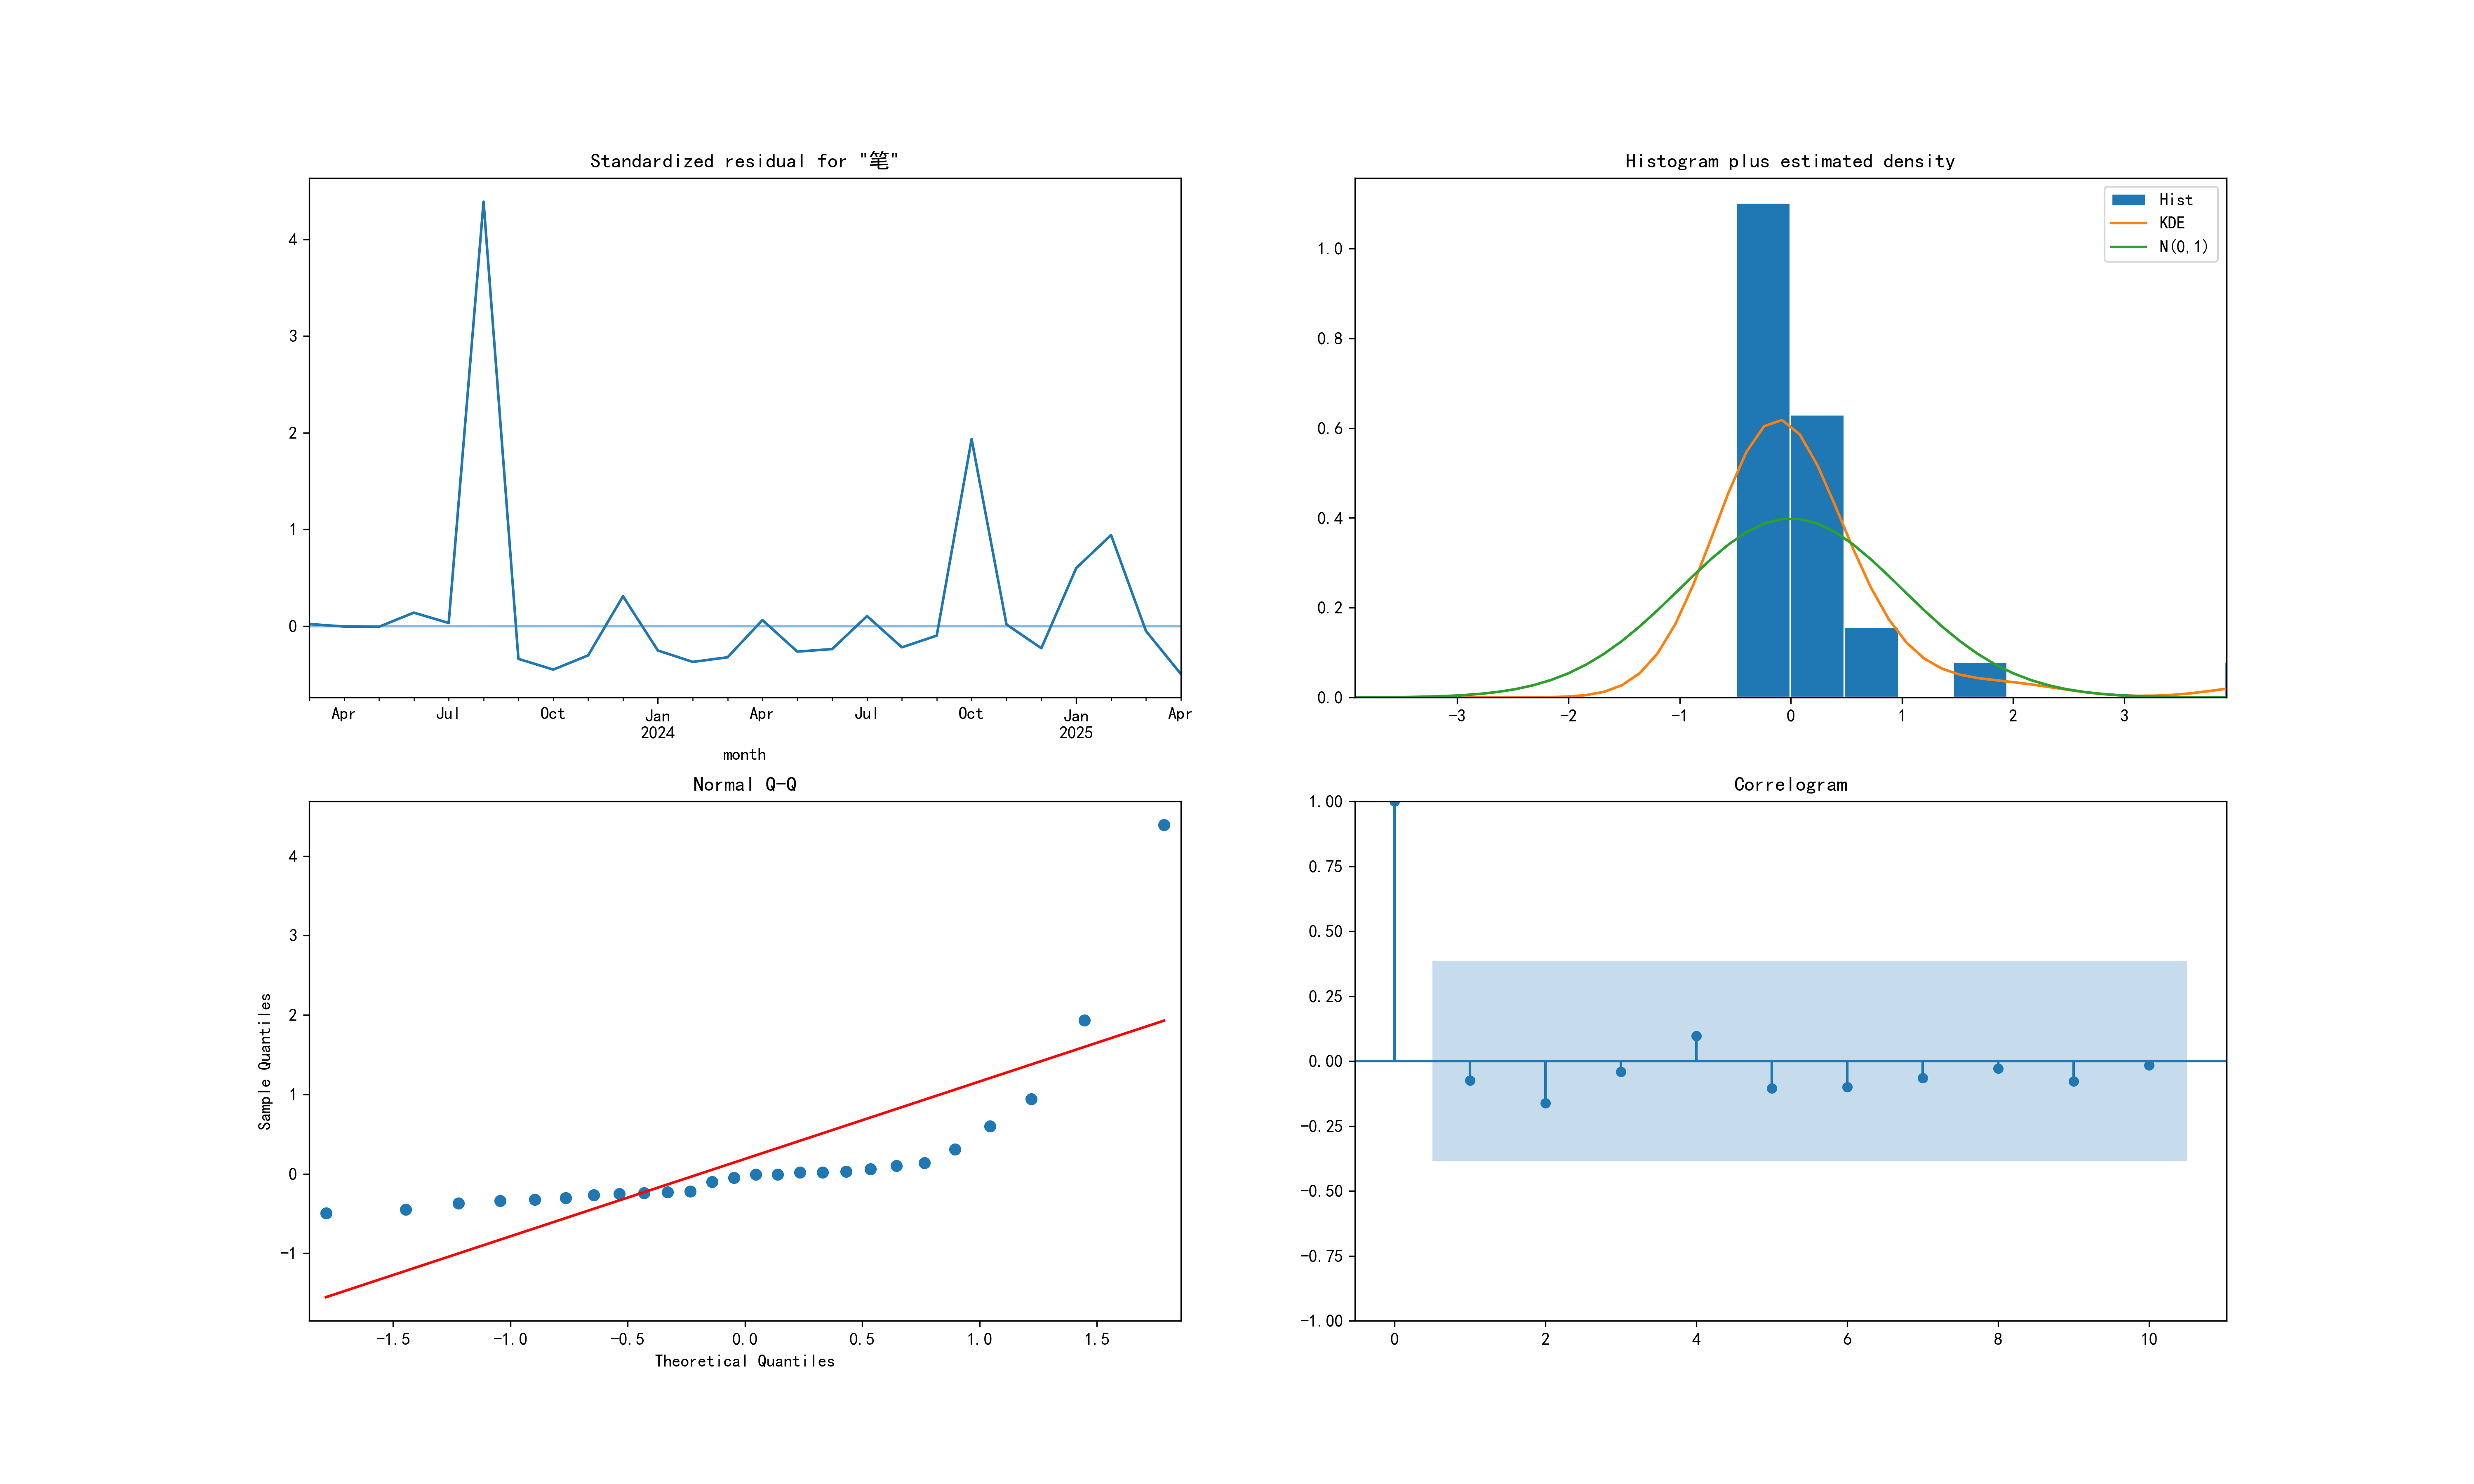 Standardized residual for "笔"
4
3
2
1
0
Apr Jul Oct Jan Apr Jul Oct Jan Apr
2024 2025
month
Histogram plus estimated density
Hist
KDE
N(0,1)
1.0
0.8
0.6
0.4
0.2
0.0
-3 -2 -1 0 1 2 3
Normal Q-Q
Sample Quantiles
4
3
2
1
0
-1
-1.5 -1.0 -0.5 0.0 0.5 1.0 1.5
Theoretical Quantiles
Correlogram
1.00
0.75
0.50
0.25
0.00
-0.25
-0.50
-0.75
-1.00
0 2 4 6 8 10